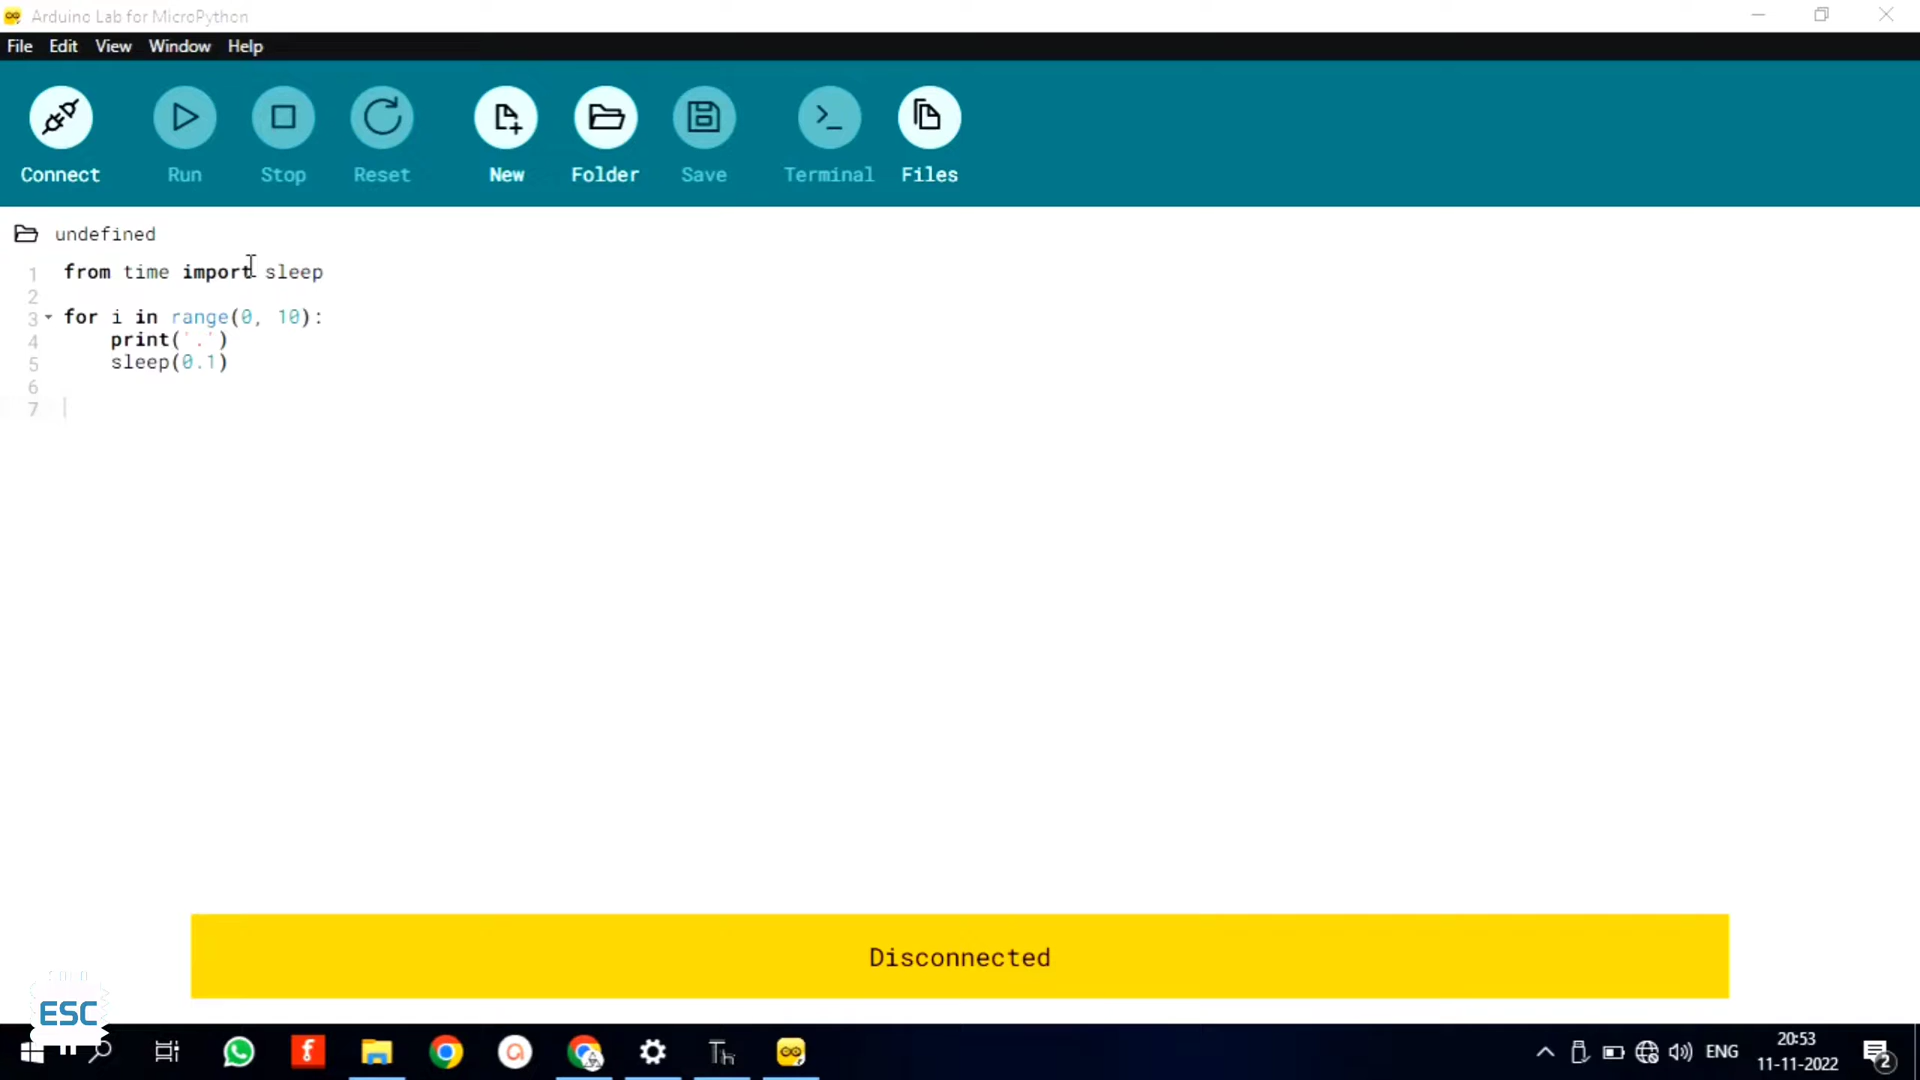 Arduino Lab for MicroPython
File Edit View Window Help
Connect Run Stop Reset New Folder Save Terminal Files
undefined
1 from time import sleep
2
3 for i in range(0, 10):
4 print('.')
5 sleep(0.1)
6
7
Disconnected
ESC
ENG
20:53
11-11-2022
2